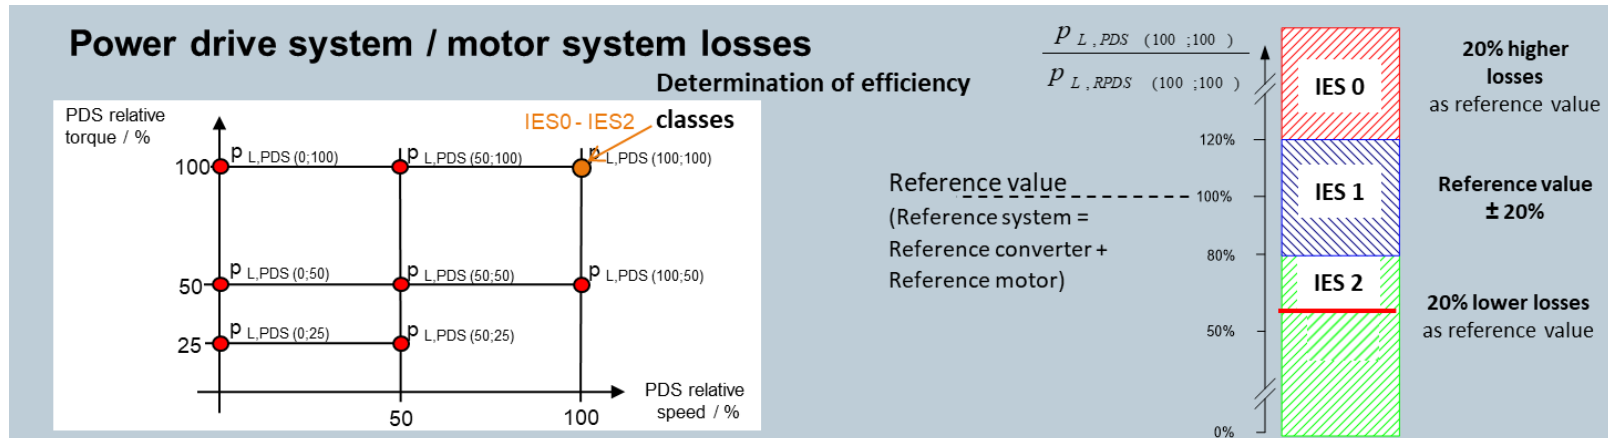 Power drive system / motor system losses
Determination of efficiency
classes
PDS relative
torque / %
IES0 - IES2
100
p L,PDS (0;100)
p L,PDS (50;100)
p L,PDS (100;100)
50
p L,PDS (0;50)
p L,PDS (50;50)
p L,PDS (100;50)
25
p L,PDS (0;25)
p L,PDS (50;25)
PDS relative
speed / %
50
100
p L , PDS (100 ;100 )
p L , RPDS (100 ;100 )
Reference value
(Reference system =
Reference converter +
Reference motor)
120%
100%
80%
50%
0%
IES 0
IES 1
IES 2
20% higher
losses
as reference value
Reference value
± 20%
20% lower losses
as reference value